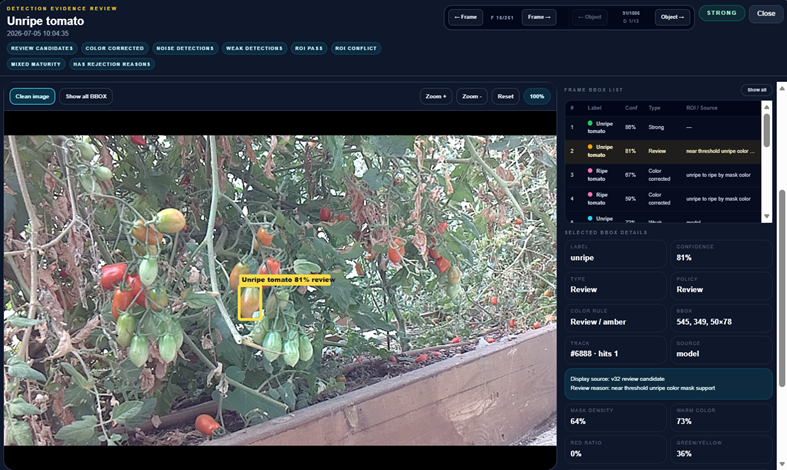 DETECTION EVIDENCE REVIEW
Unripe tomato
2026-07-05 10:04:35
REVIEW CANDIDATES
COLOR CORRECTED
NOISE DETECTIONS
WEAK DETECTIONS
ROI PASS
ROI CONFLICT
MIXED MATURITY
HAS REJECTION REASONS
← Frame
F 16/261
Frame →
← Object
D 1/13
Object →
STRONG
Close
Clean image
Show all BBOX
Zoom +
Zoom -
Reset
100%
Unripe tomato 81% review
FRAME BBOX LIST
Show all
# Label Conf Type ROI / Source
1 Unripe tomato 86% Strong —
2 Unripe tomato 81% Review near threshold unripe color ...
3 Ripe tomato 67% Color corrected unripe to ripe by mask color
4 Ripe tomato 59% Color corrected unripe to ripe by mask color
Unripe
SELECTED BBOX DETAILS
LABEL
unripe
CONFIDENCE
81%
TYPE
Review
POLICY
Review
COLOR RULE
Review / amber
BBOX
545, 349, 50×78
TRACK
#6888 · hits 1
SOURCE
model
Display source: v32 review candidate
Review reason: near threshold unripe color mask support
MASK DENSITY
64%
WARM COLOR
73%
RED RATIO
0%
GREEN/YELLOW
36%